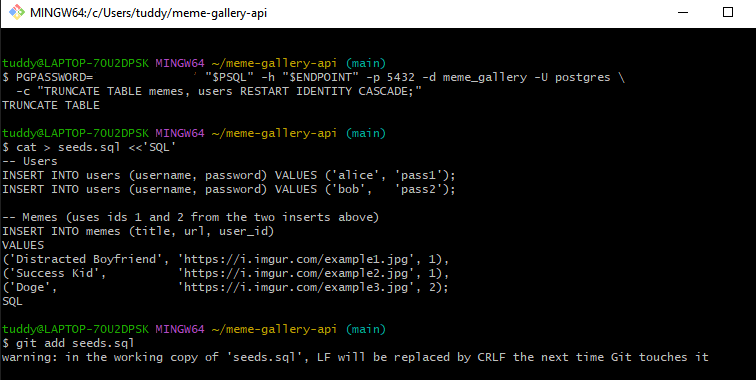 MINGW64:/c/Users/tuddy/meme-gallery-api
tuddy@LAPTOP-7OU2DPSK MINGW64 ~/meme-gallery-api (main)
$ PGPASSWORD=              ' "$PSQL" -h "$ENDPOINT" -p 5432 -d meme_gallery -U postgres \
  -c "TRUNCATE TABLE memes, users RESTART IDENTITY CASCADE;"
TRUNCATE TABLE
tuddy@LAPTOP-7OU2DPSK MINGW64 ~/meme-gallery-api (main)
$ cat > seeds.sql <<'SQL'
-- Users
INSERT INTO users (username, password) VALUES ('alice', 'pass1');
INSERT INTO users (username, password) VALUES ('bob',   'pass2');
-- Memes (uses ids 1 and 2 from the two inserts above)
INSERT INTO memes (title, url, user_id)
VALUES
('Distracted Boyfriend', 'https://i.imgur.com/example1.jpg', 1),
('Success Kid',          'https://i.imgur.com/example2.jpg', 1),
('Doge',                 'https://i.imgur.com/example3.jpg', 2);
SQL
tuddy@LAPTOP-7OU2DPSK MINGW64 ~/meme-gallery-api (main)
$ git add seeds.sql
warning: in the working copy of 'seeds.sql', LF will be replaced by CRLF the next time Git touches it